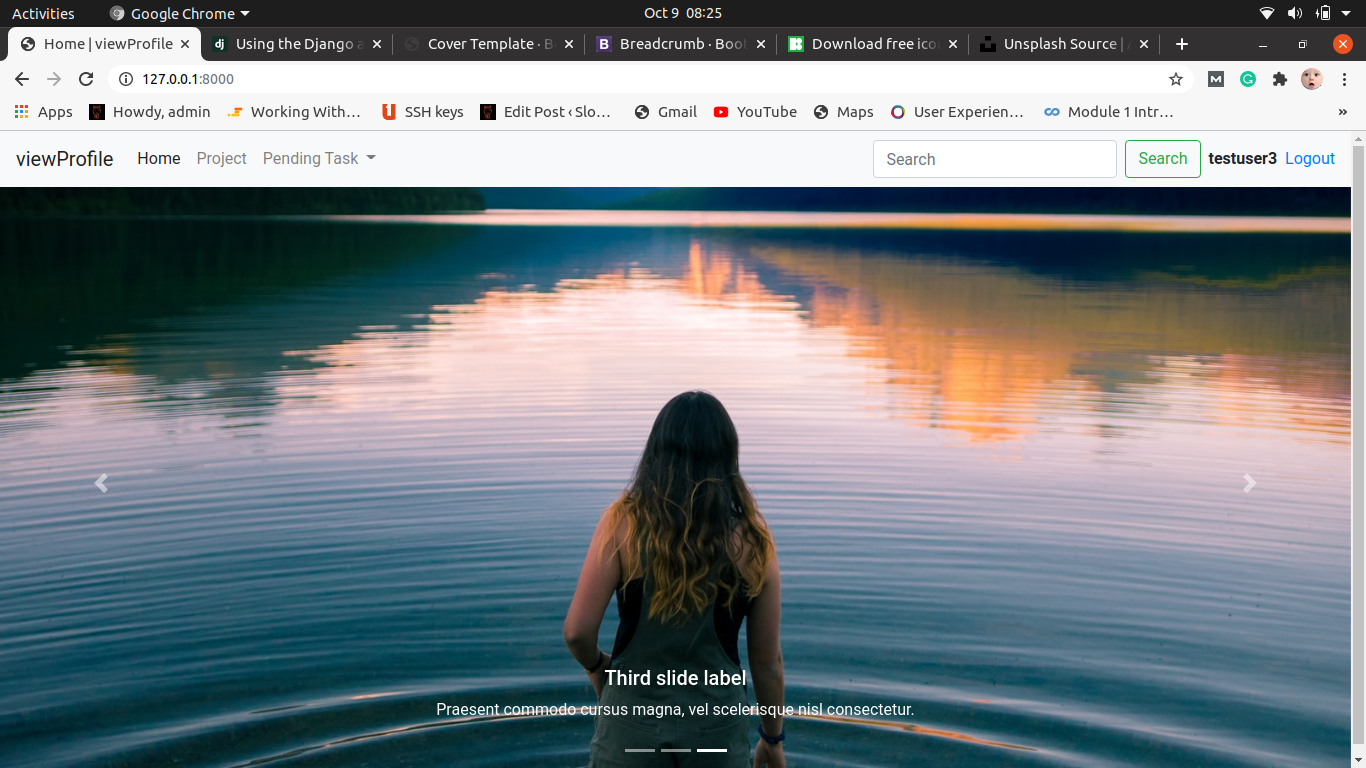 Activities Google Chrome Oct 9 08:25
Home | viewProfile Using the Django a Cover Template · B Breadcrumb · Boot Download free ico Unsplash Source | A
127.0.0.1:8000
Apps Howdy, admin Working With… SSH keys Edit Post ‹ Slo… Gmail YouTube Maps User Experien… Module 1 Intr… »
viewProfile Home Project Pending Task Search Search testuser3 Logout
Third slide label
Praesent commodo cursus magna, vel scelerisque nisl consectetur.